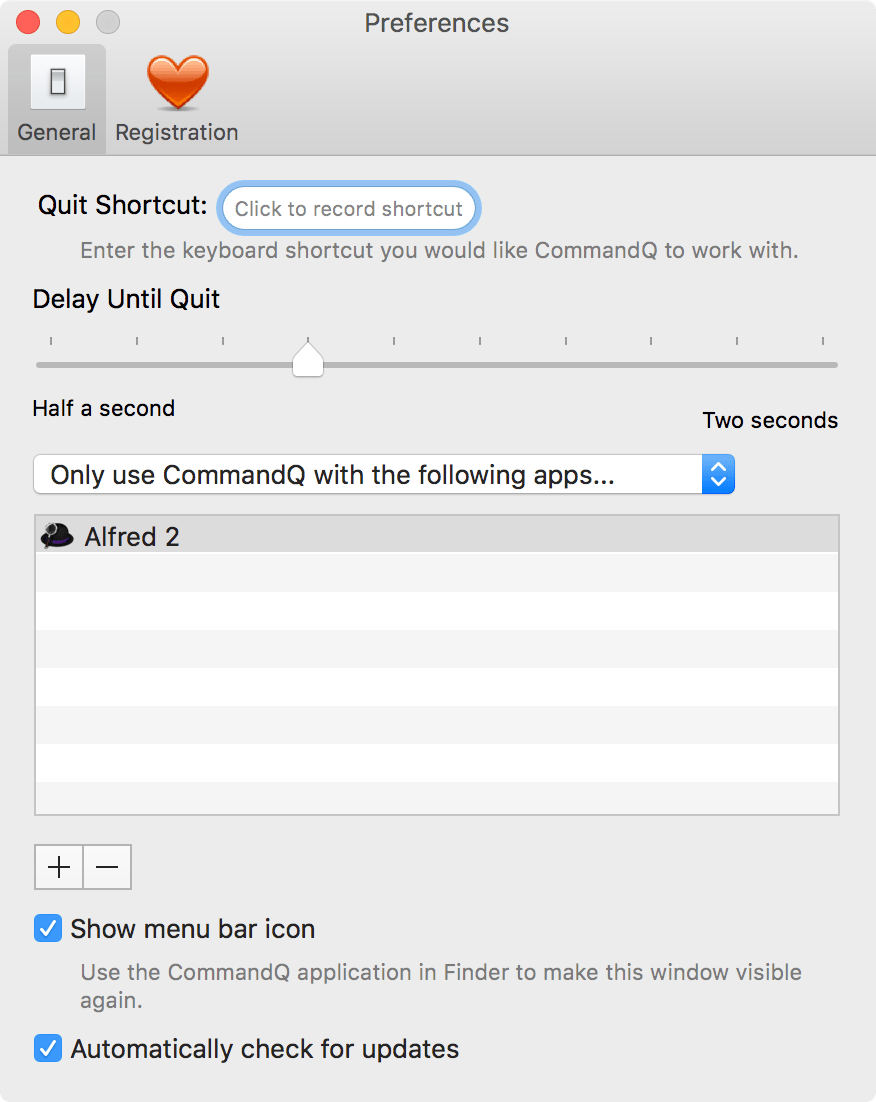 Preferences
General
Registration
Quit Shortcut:
Click to record shortcut
Enter the keyboard shortcut you would like CommandQ to work with.
Delay Until Quit
Half a second
Two seconds
Only use CommandQ with the following apps...
Alfred 2
Show menu bar icon
Use the CommandQ application in Finder to make this window visible
again.
Automatically check for updates